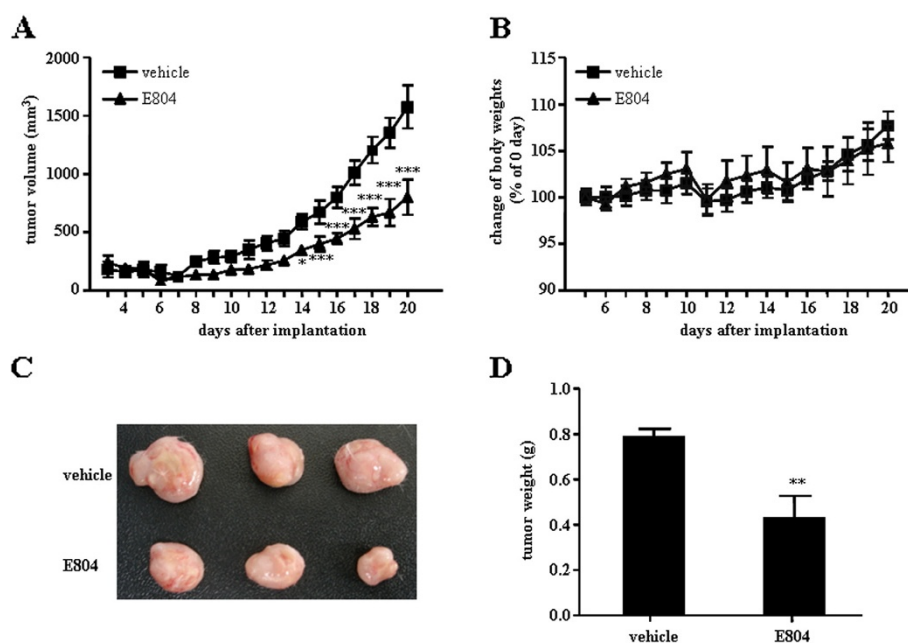 A
2000
1500
1000
500
0
tumor volume (mm³)
vehicle
E804
***
***
***
***
***
***
*
4 6 8 10 12 14 16 18 20
days after implantation
B
115
110
105
100
95
90
change of body weights
(% of 0 day)
vehicle
E804
6 8 10 12 14 16 18 20
days after implantation
C
vehicle
E804
D
1.0
0.8
0.6
0.4
0.2
0.0
tumor weight (g)
**
vehicle E804